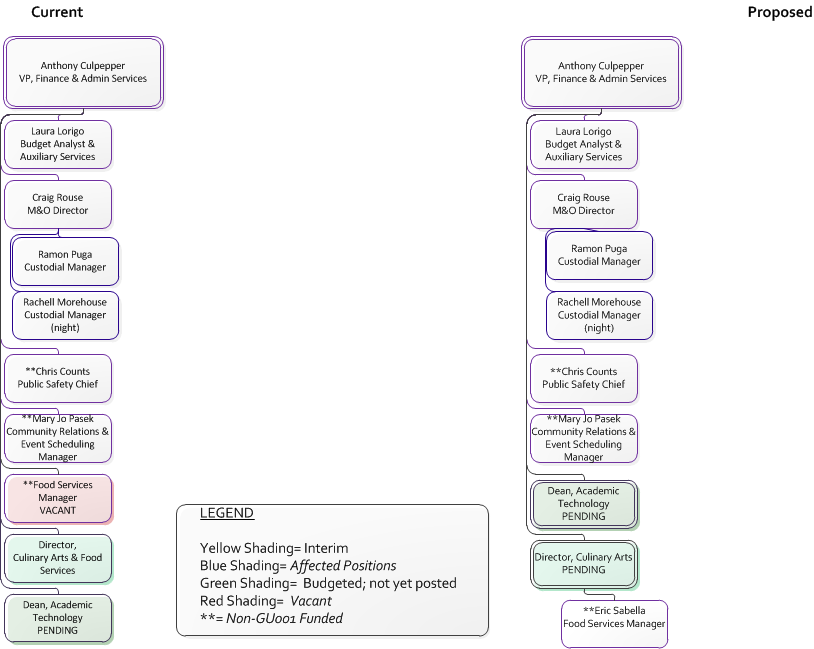 Current
Anthony Culpepper
VP, Finance & Admin Services
Laura Lorigo
Budget Analyst &
Auxiliary Services
Craig Rouse
M&O Director
Ramon Puga
Custodial Manager
Rachell Morehouse
Custodial Manager
(night)
**Chris Counts
Public Safety Chief
**Mary Jo Pasek
Community Relations &
Event Scheduling
Manager
**Food Services
Manager
VACANT
Director,
Culinary Arts & Food
Services
Dean, Academic
Technology
PENDING
LEGEND
Yellow Shading= Interim
Blue Shading= Affected Positions
Green Shading= Budgeted; not yet posted
Red Shading= Vacant
**= Non-GU001 Funded
Proposed
Anthony Culpepper
VP, Finance & Admin Services
Laura Lorigo
Budget Analyst &
Auxiliary Services
Craig Rouse
M&O Director
Ramon Puga
Custodial Manager
Rachell Morehouse
Custodial Manager
(night)
**Chris Counts
Public Safety Chief
**Mary Jo Pasek
Community Relations &
Event Scheduling
Manager
Dean, Academic
Technology
PENDING
Director, Culinary Arts
PENDING
**Eric Sabella
Food Services Manager